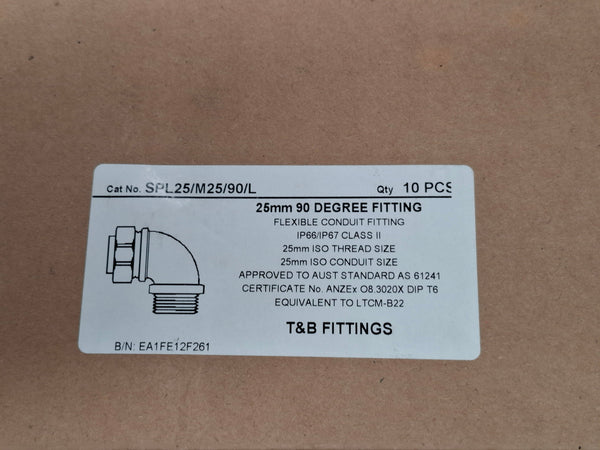 Cat No. SPL25/M25/90/L Qty 10 PCS
25mm 90 DEGREE FITTING
FLEXIBLE CONDUIT FITTING
IP66/IP67 CLASS II
25mm ISO THREAD SIZE
25mm ISO CONDUIT SIZE
APPROVED TO AUST STANDARD AS 61241
CERTIFICATE No. ANZEx O8.3020X DIP T6
EQUIVALENT TO LTCM-B22
T&B FITTINGS
B/N: EA1FE12F261